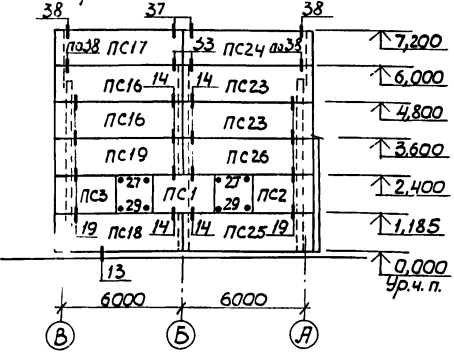 38 37 38
ПС17 ПС24 7,200
по38 33 по38
6,000
ПС16 14 14 ПС23
4,800
ПС16 ПС23
3,600
ПС19 ПС26
2,400
ПС3 27 ПС1 27 ПС2
29 29
1,185
19 ПС18 14 14 ПС25 19
0,000
Ур.ч.п.
13
6000 6000
В Б А